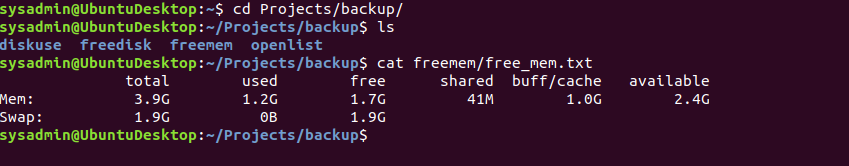 sysadmin@UbuntuDesktop:~$ cd Projects/backup/
sysadmin@UbuntuDesktop:~/Projects/backup$ ls
diskuse  freedisk  freemem  openlist
sysadmin@UbuntuDesktop:~/Projects/backup$ cat freemem/free_mem.txt
              total        used        free      shared  buff/cache   available
Mem:           3.9G        1.2G        1.7G         41M        1.0G        2.4G
Swap:          1.9G          0B        1.9G
sysadmin@UbuntuDesktop:~/Projects/backup$